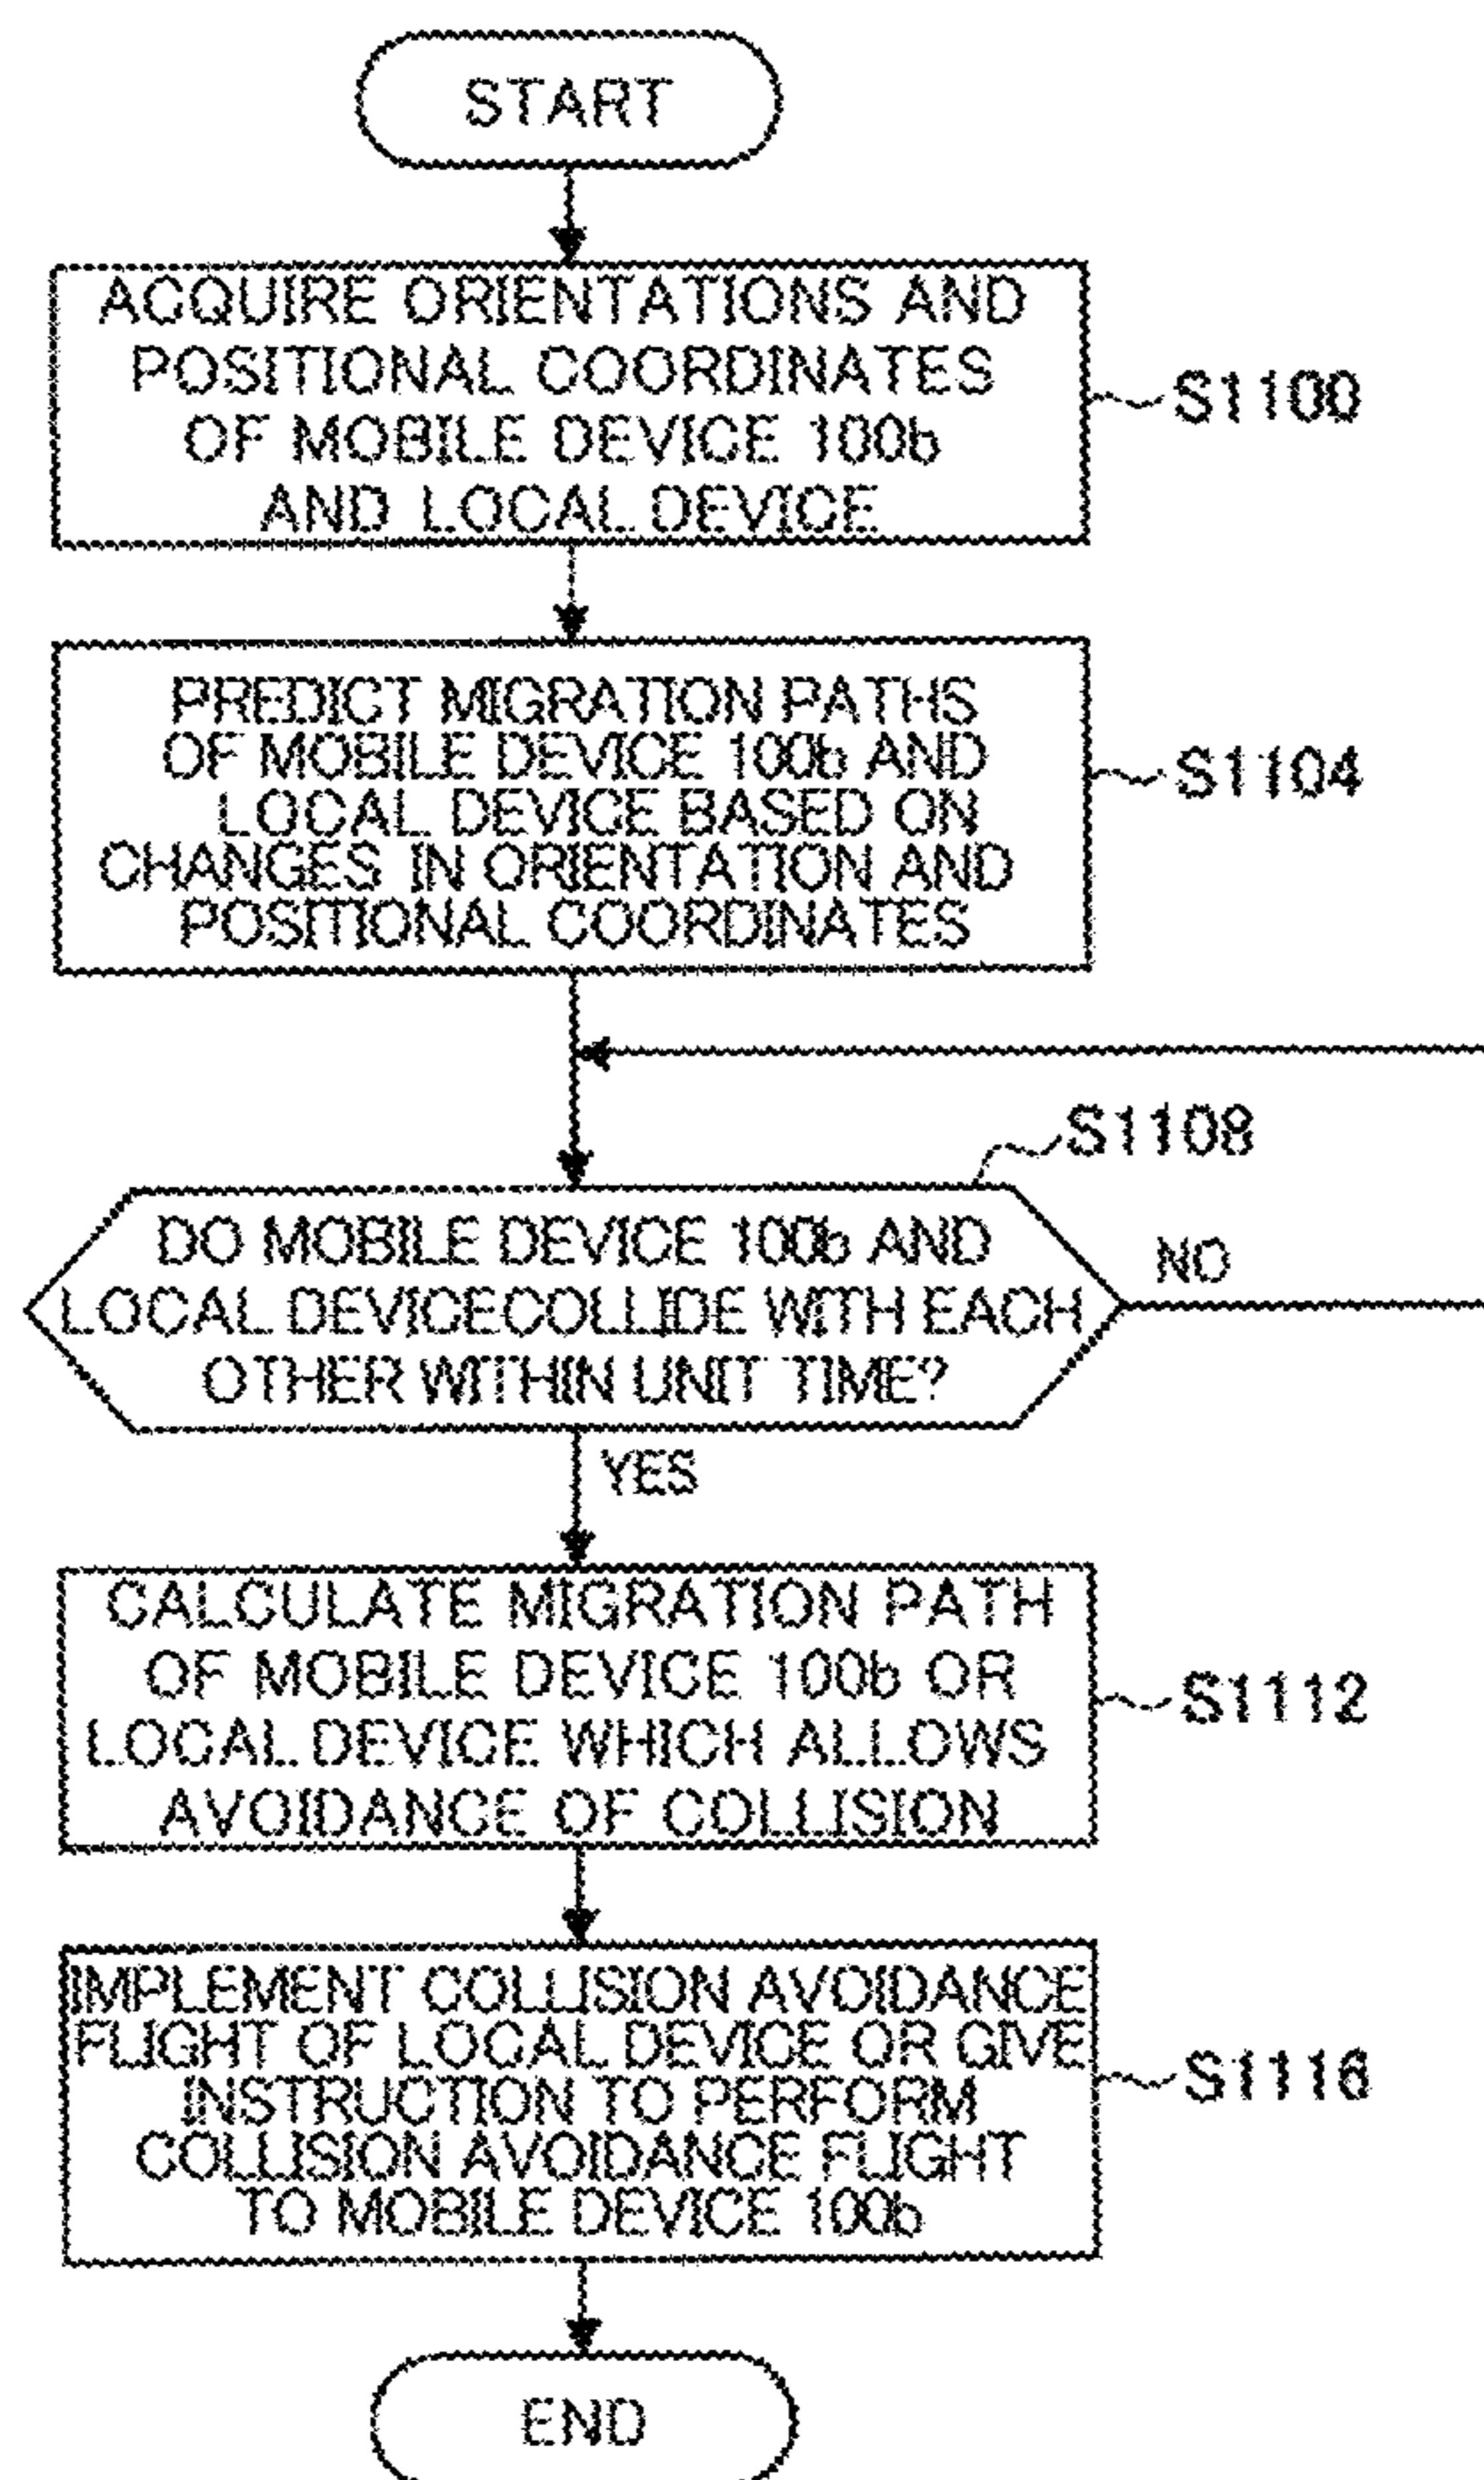 START
ACQUIRE ORIENTATIONS AND
POSITIONAL COORDINATES
OF MOBILE DEVICE 100b
AND LOCAL DEVICE
S1100
PREDICT MIGRATION PATHS
OF MOBILE DEVICE 100b AND
LOCAL DEVICE BASED ON
CHANGES IN ORIENTATION AND
POSITIONAL COORDINATES
S1104
S1108
DO MOBILE DEVICE 100b AND
LOCAL DEVICECOLLIDE WITH EACH
OTHER WITHIN UNIT TIME?
NO
YES
CALCULATE MIGRATION PATH
OF MOBILE DEVICE 100b OR
LOCAL DEVICE WHICH ALLOWS
AVOIDANCE OF COLLISION
S1112
IMPLEMENT COLLISION AVOIDANCE
FLIGHT OF LOCAL DEVICE OR GIVE
INSTRUCTION TO PERFORM
COLLISION AVOIDANCE FLIGHT
TO MOBILE DEVICE 100b
S1116
END